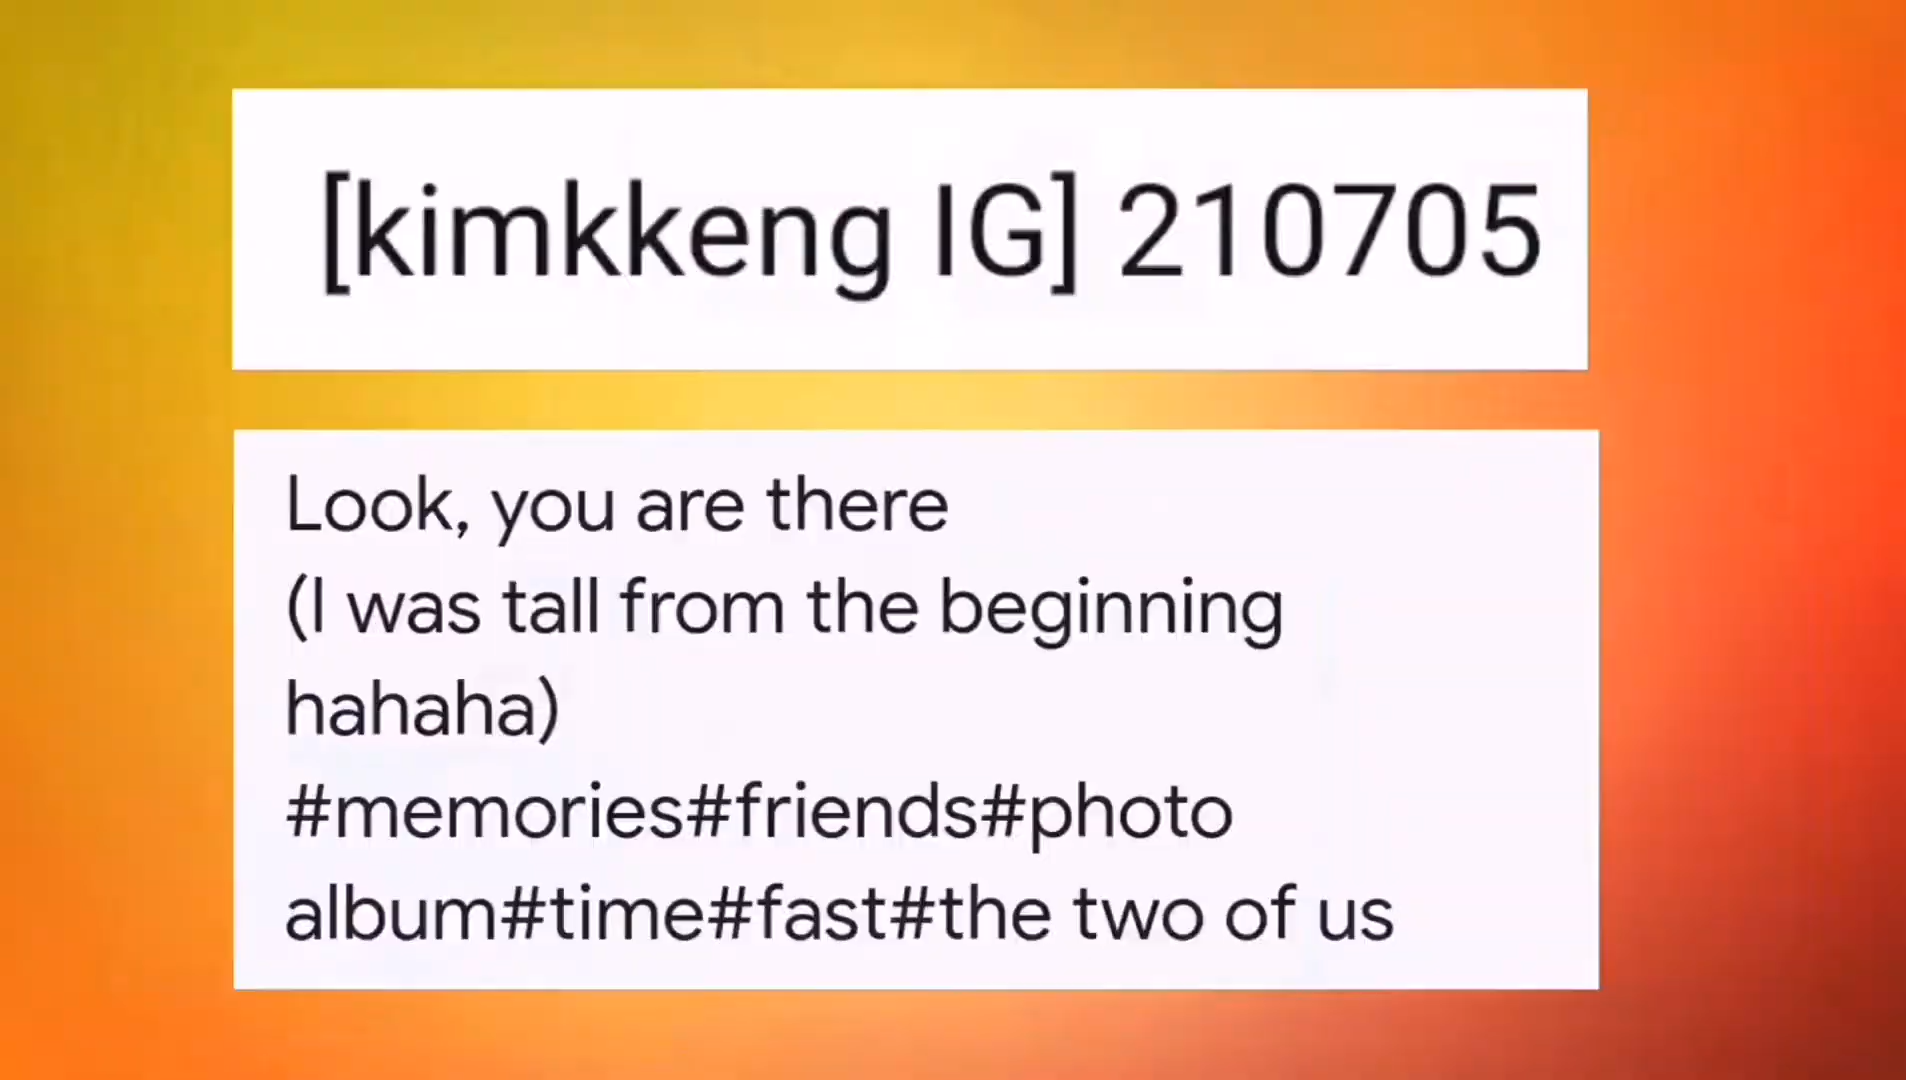 [kimkkeng IG] 210705
Look, you are there
(I was tall from the beginning
hahaha)
#memories#friends#photo
album#time#fast#the two of us